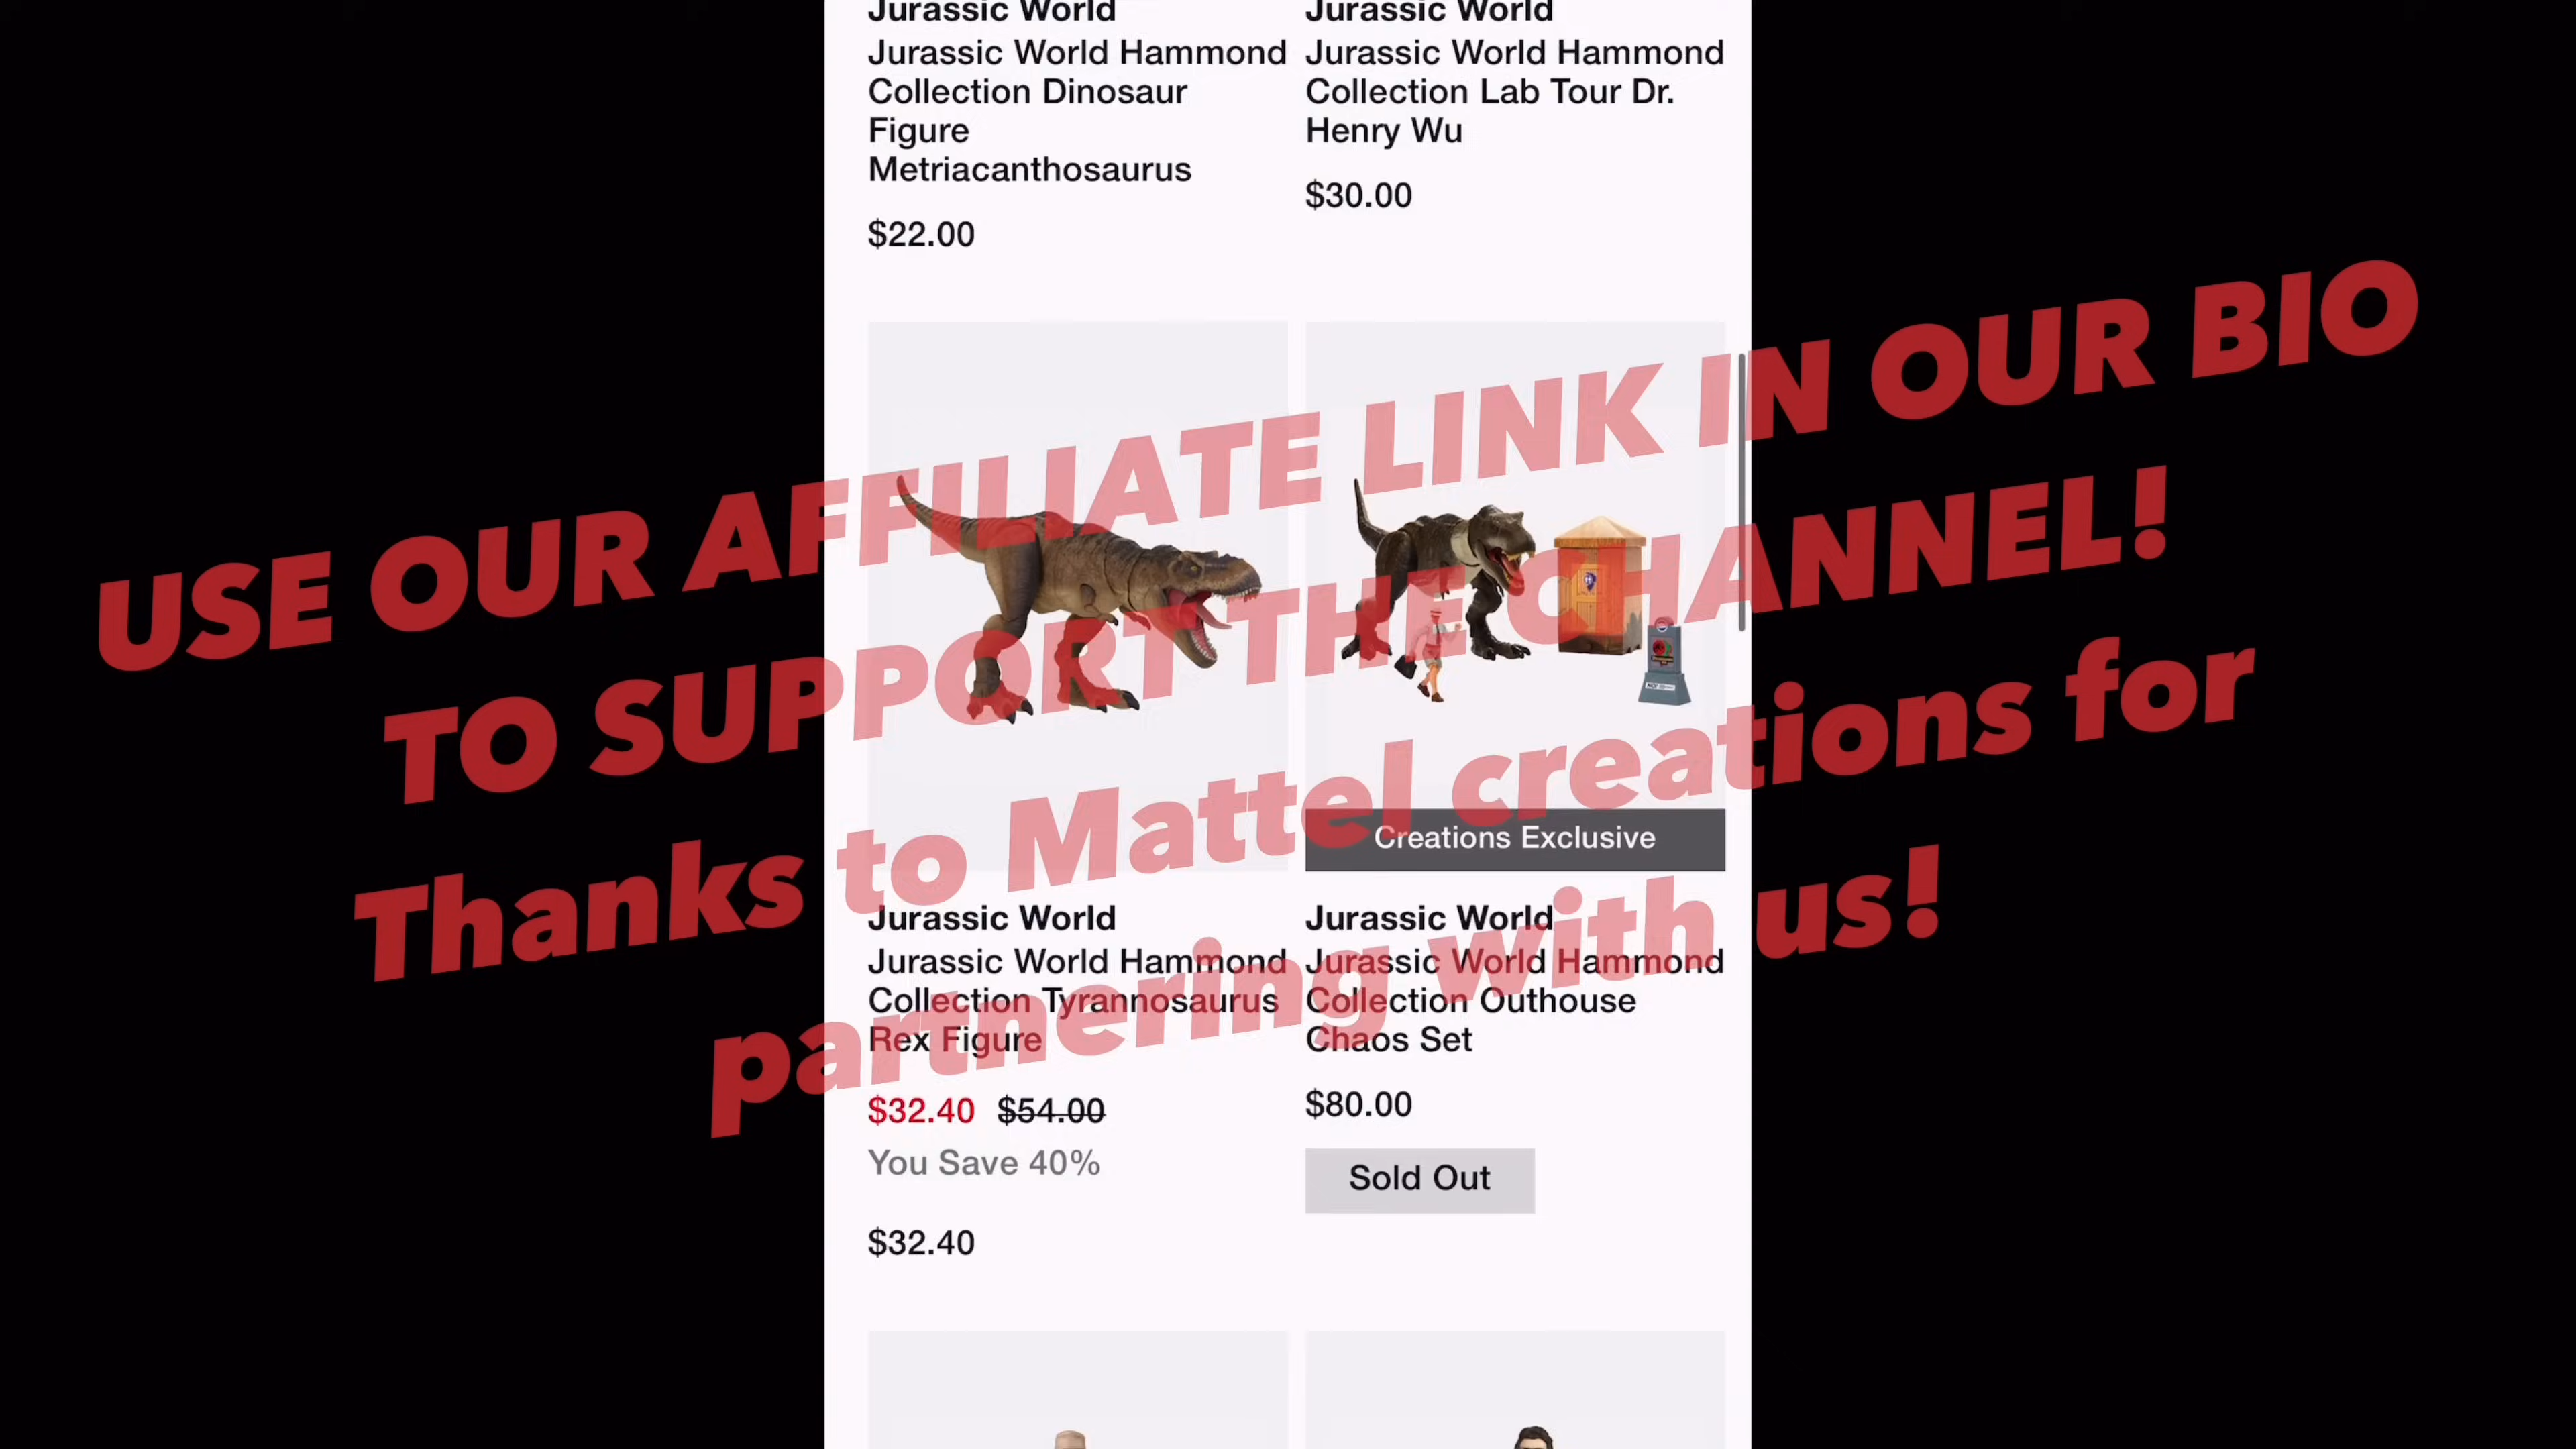 Jurassic World
Jurassic World Hammond
Collection Dinosaur
Figure
Metriacanthosaurus
$22.00
Jurassic World
Jurassic World Hammond
Collection Lab Tour Dr.
Henry Wu
$30.00
USE OUR AFFILIATE LINK IN OUR BIO
TO SUPPORT THE CHANNEL!
Thanks to Mattel creations for
partnering with us!
Jurassic World
Jurassic World Hammond
Collection Tyrannosaurus
Rex Figure
$32.40 $54.00
You Save 40%
$32.40
Creations Exclusive
Jurassic World
Jurassic World Hammond
Collection Outhouse
Chaos Set
$80.00
Sold Out